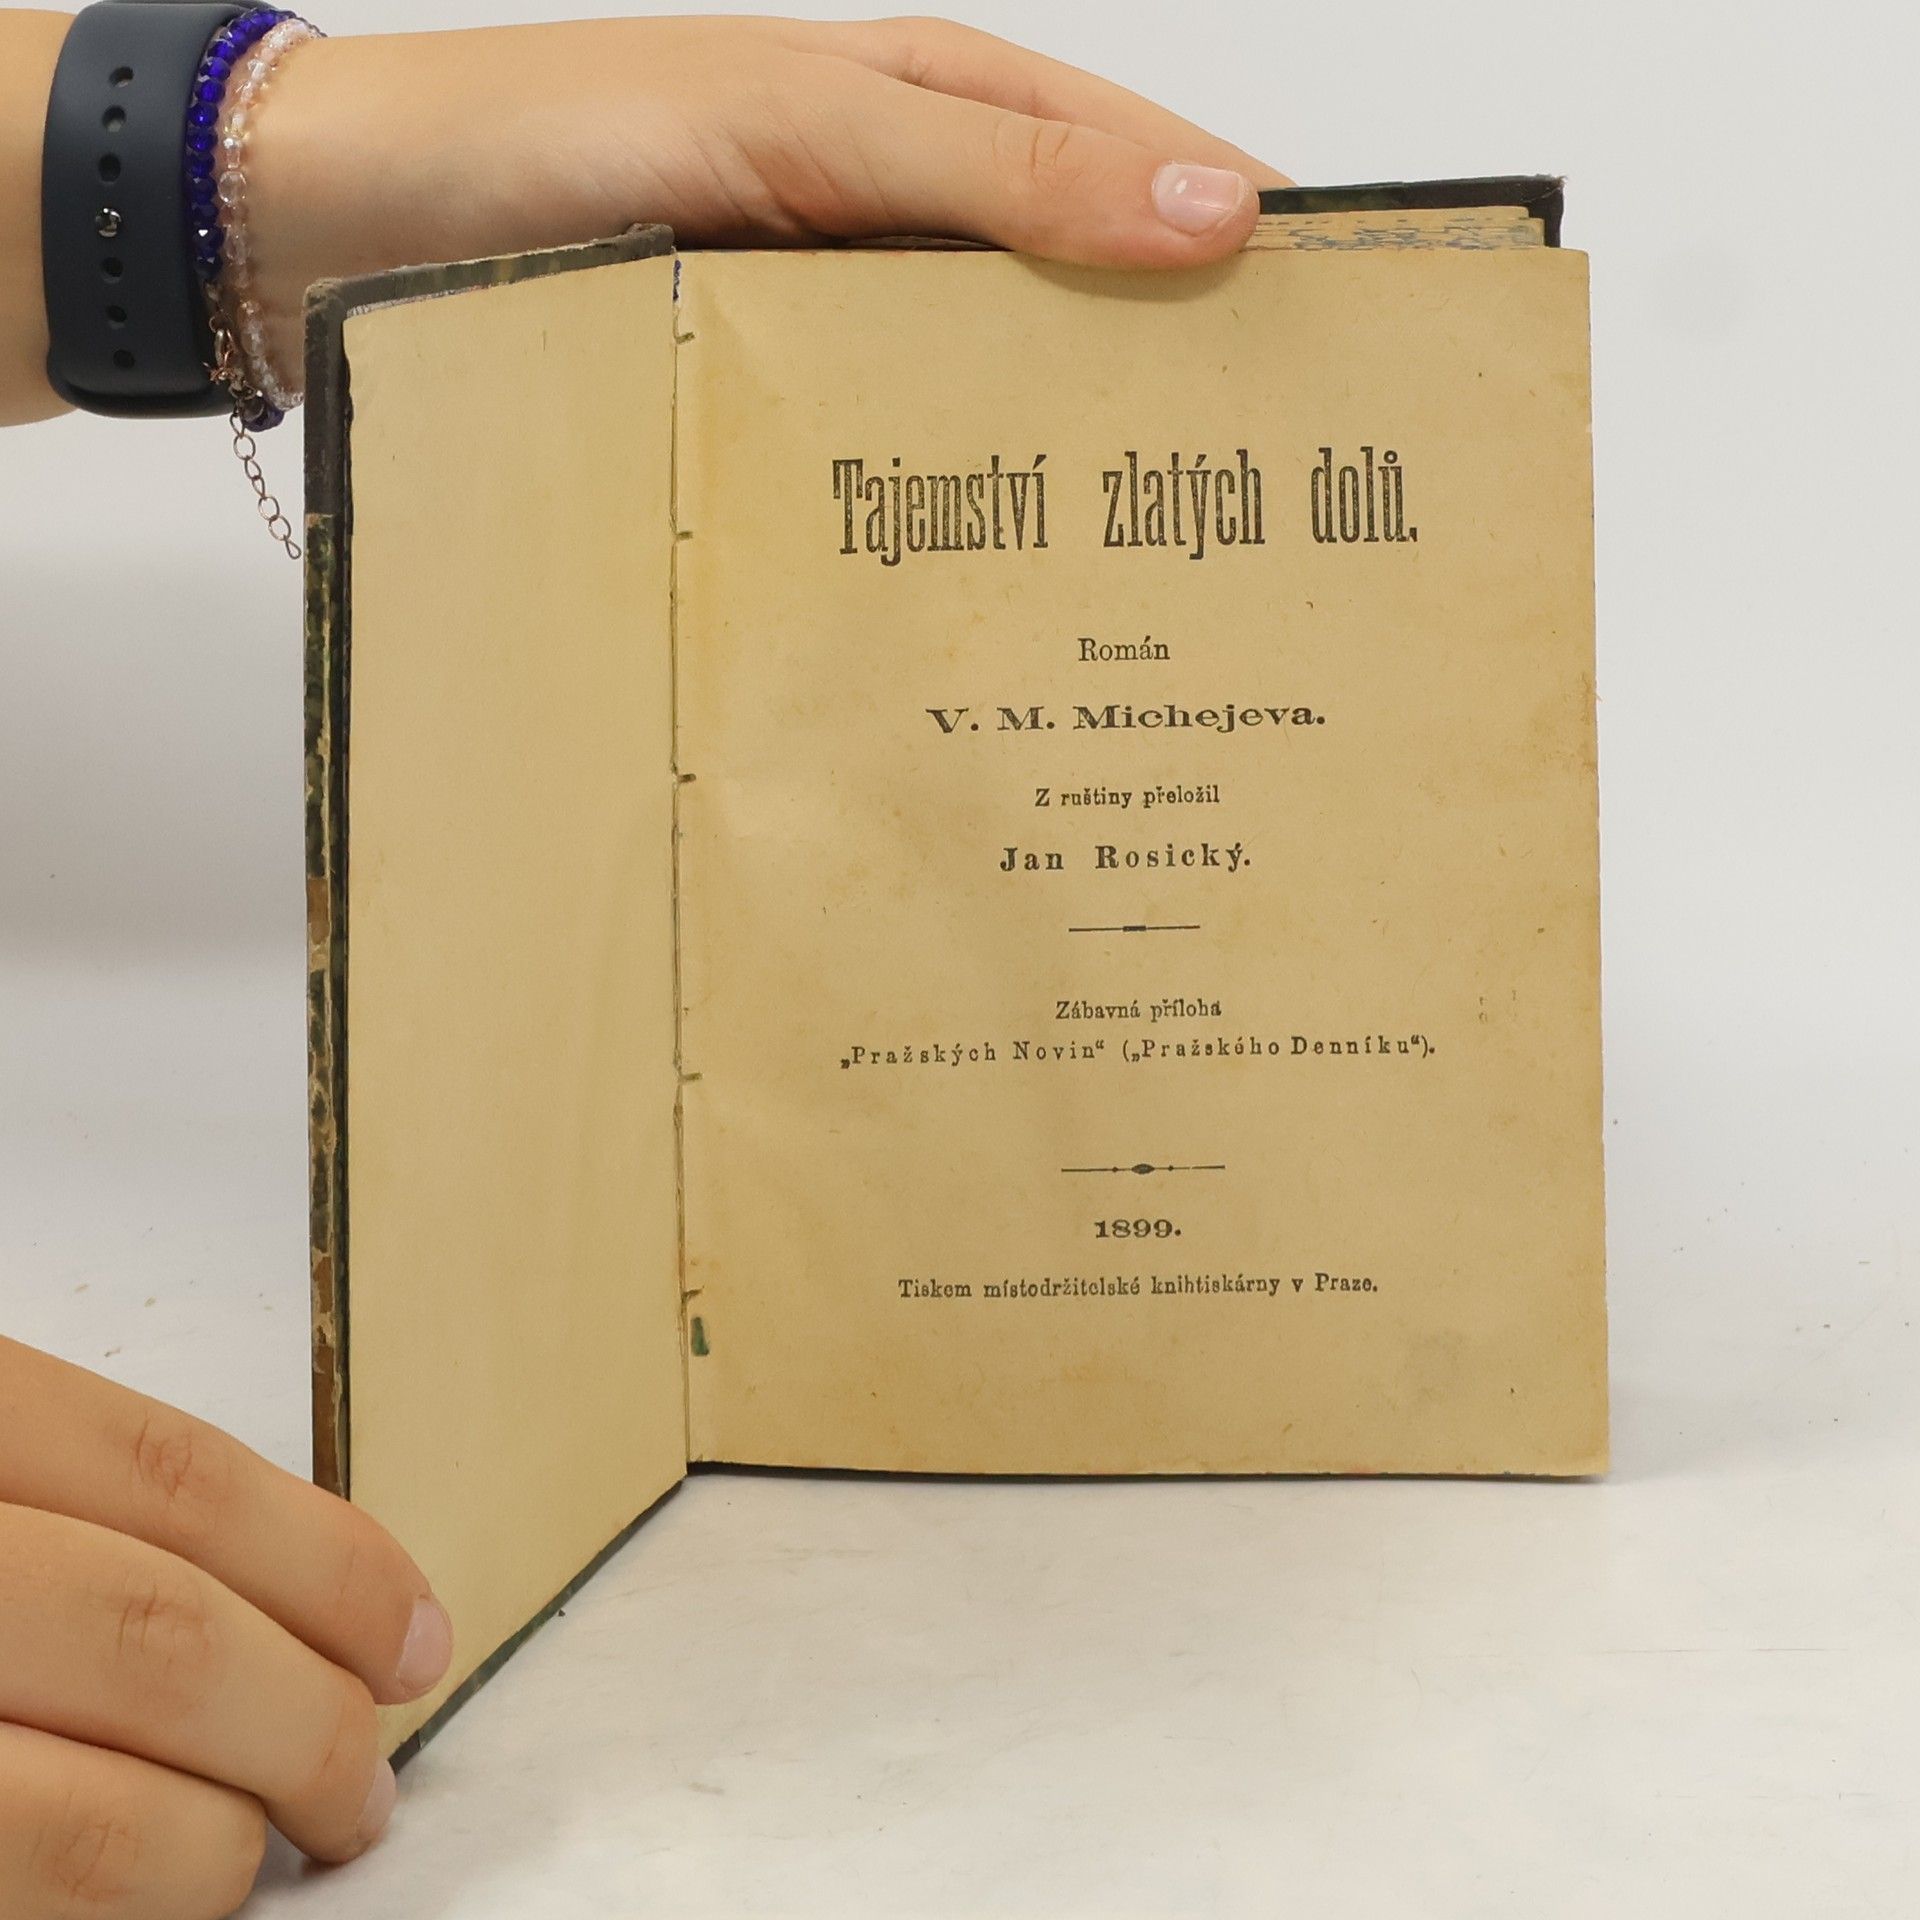 Tajemství zlatých dolů.
Román
V. M. Michejeva.
Z ruštiny přeložil
Jan Rosický.
Zábavná příloha
„Pražských Novin“ („Pražského Denníku“).
1899.
Tiskem místodržitelské knihtiskárny v Praze.